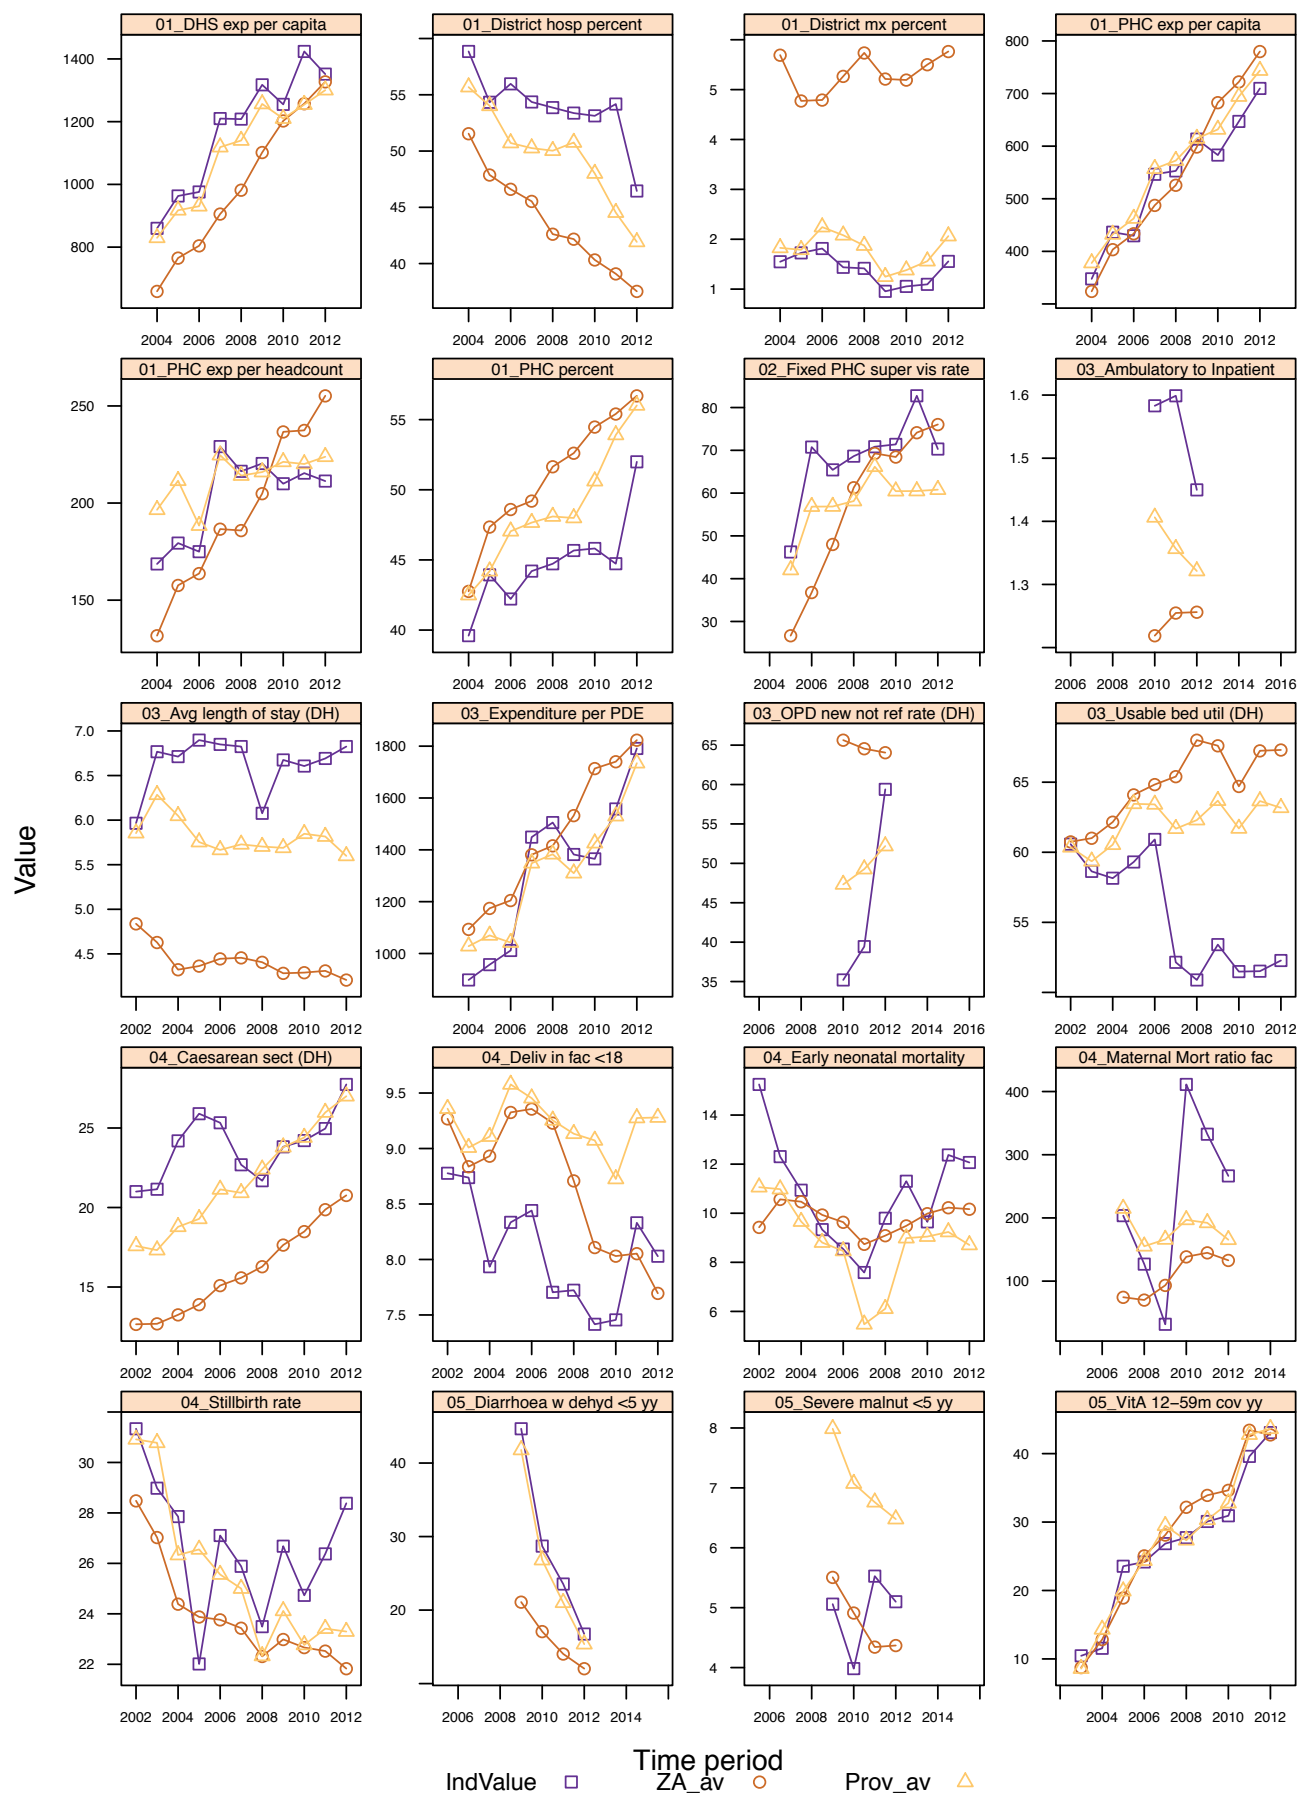 01_DHS exp per capita 01_District hosp percent 01_District mx percent 01_PHC exp per capita
1400 55 5 800
1200 50 4 700
1000 45 3 600
800 40 2 500
1 400
2004 2006 2008 2010 2012 2004 2006 2008 2010 2012 2004 2006 2008 2010 2012 2004 2006 2008 2010 2012
01_PHC exp per headcount 01_PHC percent 02_Fixed PHC super vis rate 03_Ambulatory to Inpatient
250 55 80 1.6
200 50 70 1.5
150 45 60 1.4
40 50 1.3
40
30
2004 2006 2008 2010 2012 2004 2006 2008 2010 2012 2004 2006 2008 2010 2012 2006 2008 2010 2012 2014 2016
03_Avg length of stay (DH) 03_Expenditure per PDE 03_OPD new not ref rate (DH) 03_Usable bed util (DH)
7.0 1800 65 65
6.5 1600 60 60
6.0 1400 55 55
5.5 1200 50
5.0 1000 45
4.5 40
35
2002 2004 2006 2008 2010 2012 2004 2006 2008 2010 2012 2006 2008 2010 2012 2014 2016 2002 2004 2006 2008 2010 2012
04_Caesarean sect (DH) 04_Deliv in fac <18 04_Early neonatal mortality 04_Maternal Mort ratio fac
25 9.5 14 400
20 9.0 12 300
15 8.5 10 200
8.0 8 100
7.5 6
2002 2004 2006 2008 2010 2012 2002 2004 2006 2008 2010 2012 2002 2004 2006 2008 2010 2012 2006 2008 2010 2012 2014
04_Stillbirth rate 05_Diarrhoea w dehyd <5 yy 05_Severe malnut <5 yy 05_VitA 12−59m cov yy
30 40 8 40
28 30 7 30
26 20 6 20
24 5 10
22 4
2002 2004 2006 2008 2010 2012 2006 2008 2010 2012 2014 2006 2008 2010 2012 2014 2004 2006 2008 2010 2012
Value
Time period
IndValue ZA_av Prov_av